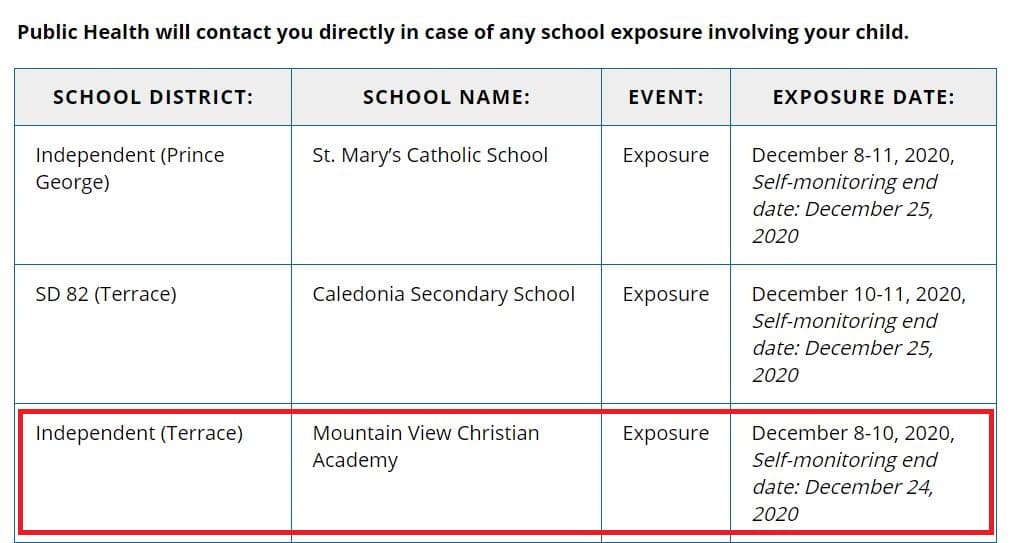 Public Health will contact you directly in case of any school exposure involving your child.
SCHOOL DISTRICT: SCHOOL NAME: EVENT: EXPOSURE DATE:
Independent (Prince George) St. Mary’s Catholic School Exposure December 8-11, 2020, Self-monitoring end date: December 25, 2020
SD 82 (Terrace) Caledonia Secondary School Exposure December 10-11, 2020, Self-monitoring end date: December 25, 2020
Independent (Terrace) Mountain View Christian Academy Exposure December 8-10, 2020, Self-monitoring end date: December 24, 2020